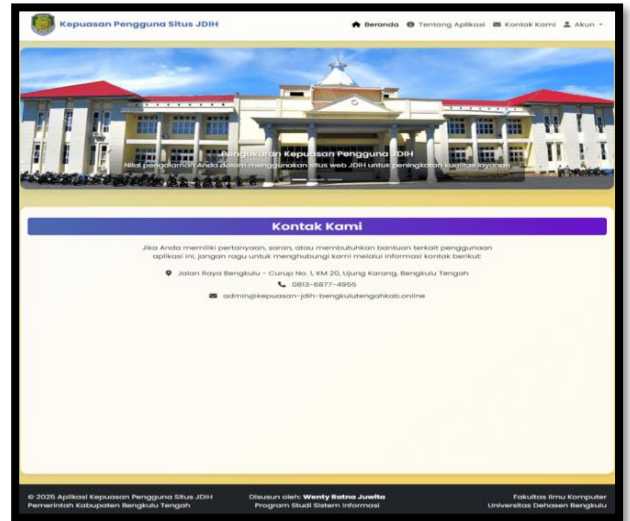 Kepuasan Pengguna Situs JDIH
Beranda Tentang Aplikasi Kontak Kami Akun
Pengukuran Kepuasan Pengguna JDIH
Nilai pengalaman Anda dalam menggunakan situs web JDIH untuk peningkatan kualitas layanan
Kontak Kami
Jika Anda memiliki pertanyaan, saran, atau membutuhkan bantuan terkait penggunaan
aplikasi ini, jangan ragu untuk menghubungi kami melalui informasi kontak berikut:
Jalan Raya Bengkulu - Curup No. 1, KM 20, Ujung Karang, Bengkulu Tengah
0813-6877-4955
admin@kepuasan-jdih-bengkulutengahkab.online
© 2025 Aplikasi Kepuasan Pengguna Situs JDIH
Pemerintah Kabupaten Bengkulu Tengah
Disusun oleh: Wenty Ratna Juwita
Program Studi Sistem Informasi
Fakultas Ilmu Komputer
Universitas Dehasen Bengkulu